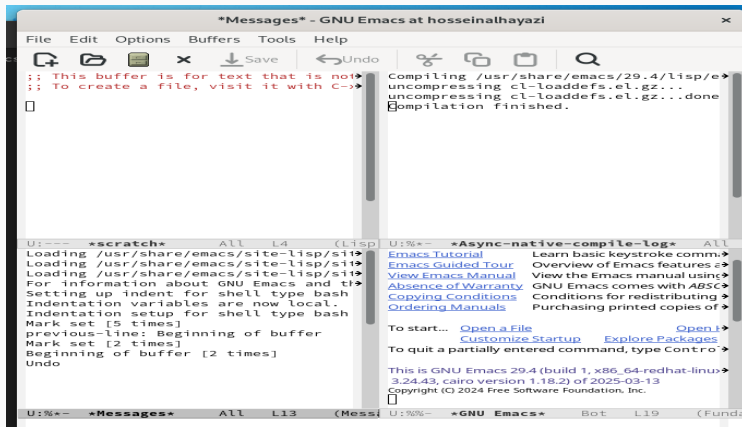 *Messages* - GNU Emacs at hosseinalhayazi
File Edit Options Buffers Tools Help
Save Undo
;; This buffer is for text that is not
;; To create a file, visit it with C-x
U:--- *scratch* All L4 (Lisp
Compiling /usr/share/emacs/29.4/lisp/e
uncompressing cl-loaddefs.el.gz...
uncompressing cl-loaddefs.el.gz...done
Compilation finished.
U:%*- *Async-native-compile-log* All
Loading /usr/share/emacs/site-lisp/sit
Loading /usr/share/emacs/site-lisp/sit
Loading /usr/share/emacs/site-lisp/sit
For information about GNU Emacs and th
Setting up indent for shell type bash
Indentation variables are now local.
Indentation setup for shell type bash
Mark set [5 times]
previous-line: Beginning of buffer
Mark set [2 times]
Beginning of buffer [2 times]
Undo
U:%*- *Messages* All L13 (Messa
Emacs Tutorial Learn basic keystroke comm
Emacs Guided Tour Overview of Emacs features a
View Emacs Manual View the Emacs manual using
Absence of Warranty GNU Emacs comes with ABSO
Copying Conditions Conditions for redistributing
Ordering Manuals Purchasing printed copies of
To start... Open a File Open H
Customize Startup Explore Packages
To quit a partially entered command, type Contro
This is GNU Emacs 29.4 (build 1, x86_64-redhat-linux
3.24.43, cairo version 1.18.2) of 2025-03-13
Copyright (C) 2024 Free Software Foundation, Inc.
U:%%- *GNU Emacs* Bot L19 (Funda